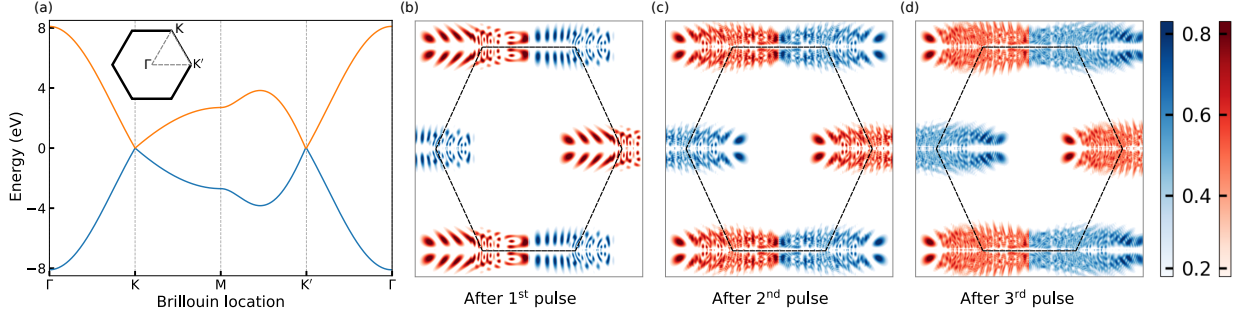 (a)
(b)
(c)
(d)
8
4
0
−4
−8
Energy (eV)
K
Γ
K′
Γ
K
M
K′
Γ
Brillouin location
After 1st pulse
After 2nd pulse
After 3rd pulse
0.8
0.6
0.4
0.2